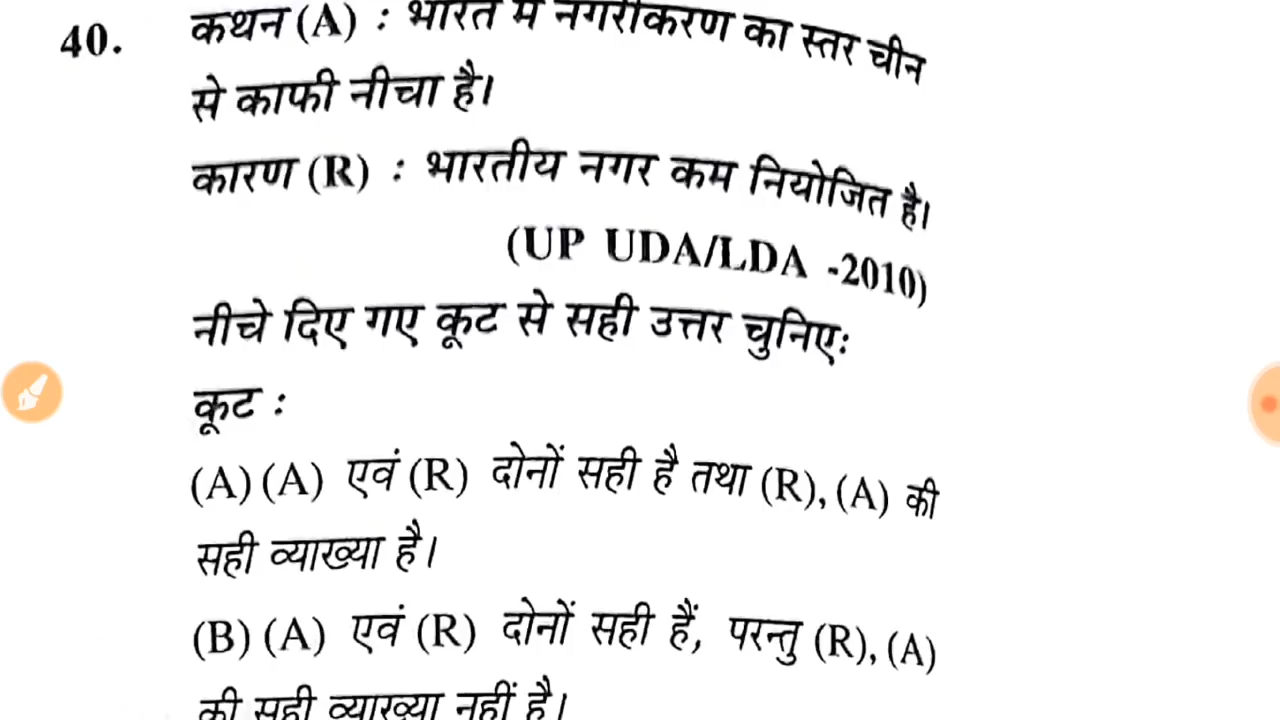 40. कथन (A) : भारत में नगरीकरण का स्तर चीन
से काफी नीचा है।
कारण (R) : भारतीय नगर कम नियोजित है।
(UP UDA/LDA -2010)
नीचे दिए गए कूट से सही उत्तर चुनिए:
कूट :
(A) (A) एवं (R) दोनों सही है तथा (R), (A) की
सही व्याख्या है।
(B) (A) एवं (R) दोनों सही हैं, परन्तु (R), (A)
की सही व्याख्या नहीं है।